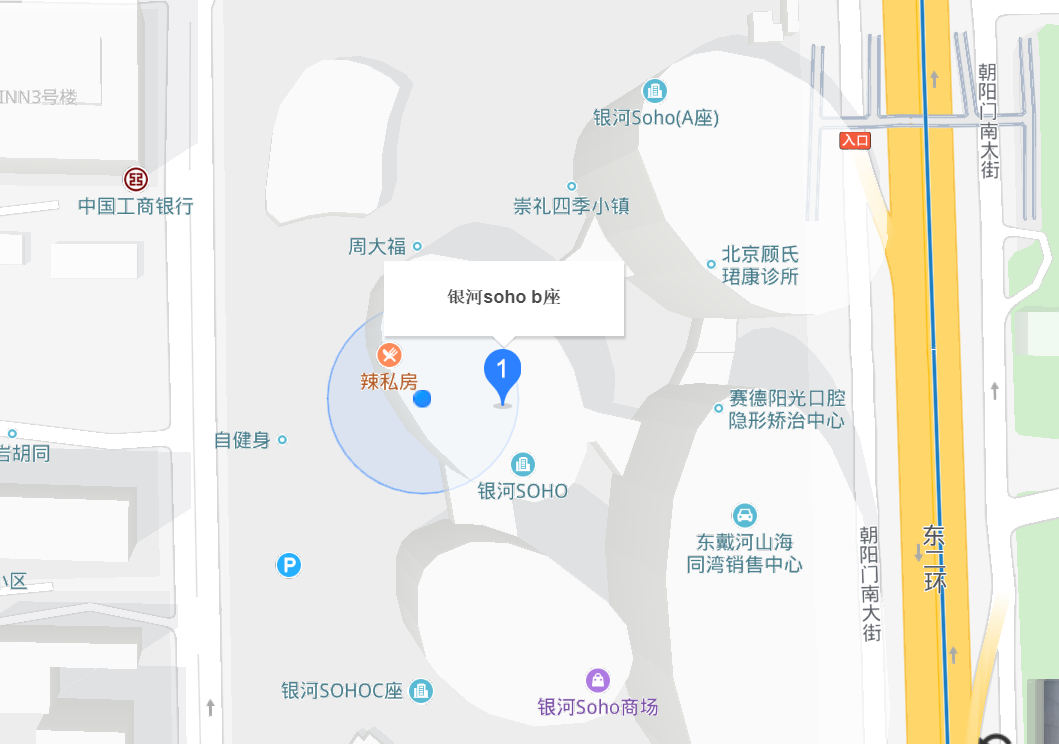 朝阳门南大街
INN3号楼
银河Soho(A座)
入口
中国工商银行
崇礼四季小镇
周大福
北京顾氏
珺康诊所
银河soho b座
1
辣私房
赛德阳光口腔
隐形矫治中心
自健身
岩胡同
银河SOHO
东戴河山海
同湾销售中心
东二环
朝阳门南大街
P
小区
银河SOHOC座
银河Soho商场